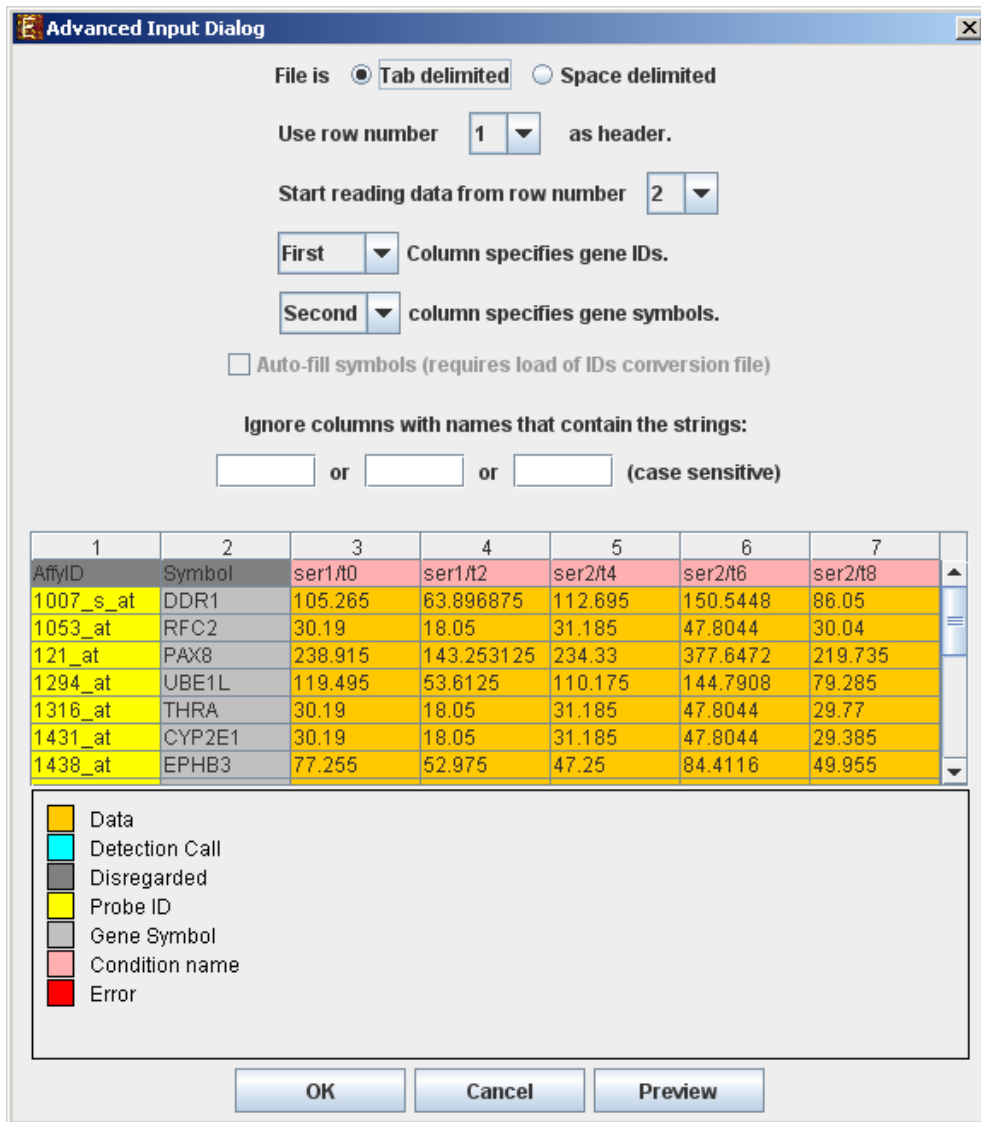 Advanced Input Dialog
File is Tab delimited Space delimited
Use row number 1 as header.
Start reading data from row number 2
First Column specifies gene IDs.
Second column specifies gene symbols.
Auto-fill symbols (requires load of IDs conversion file)
Ignore columns with names that contain the strings:
or or (case sensitive)
1 2 3 4 5 6 7
AffyID Symbol ser1/t0 ser1/t2 ser2/t4 ser2/t6 ser2/t8
1007_s_at DDR1 105.265 63.896875 112.695 150.5448 86.05
1053_at RFC2 30.19 18.05 31.185 47.8044 30.04
121_at PAX8 238.915 143.253125 234.33 377.6472 219.735
1294_at UBE1L 119.495 53.6125 110.175 144.7908 79.285
1316_at THRA 30.19 18.05 31.185 47.8044 29.77
1431_at CYP2E1 30.19 18.05 31.185 47.8044 29.385
1438_at EPHB3 77.255 52.975 47.25 84.4116 49.955
Data
Detection Call
Disregarded
Probe ID
Gene Symbol
Condition name
Error
OK Cancel Preview